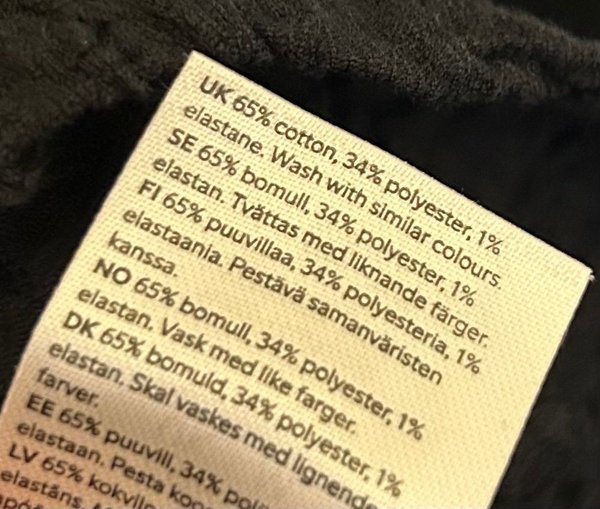 UK 65% cotton, 34% polyester, 1%
elastane. Wash with similar colours.
SE 65% bomull, 34% polyester, 1%
elastan. Tvättas med liknande färger.
FI 65% puuvillaa, 34% polyesteria, 1%
elastaania. Pestävä samanväristen
kanssa.
NO 65% bomull, 34% polyester, 1%
elastan. Vask med like farger.
DK 65% bomuld, 34% polyester, 1%
elastan. Skal vaskes med lignende
farver.
EE 65% puuvill, 34%
elastaan. Pesta
LV 65%
elastāns.